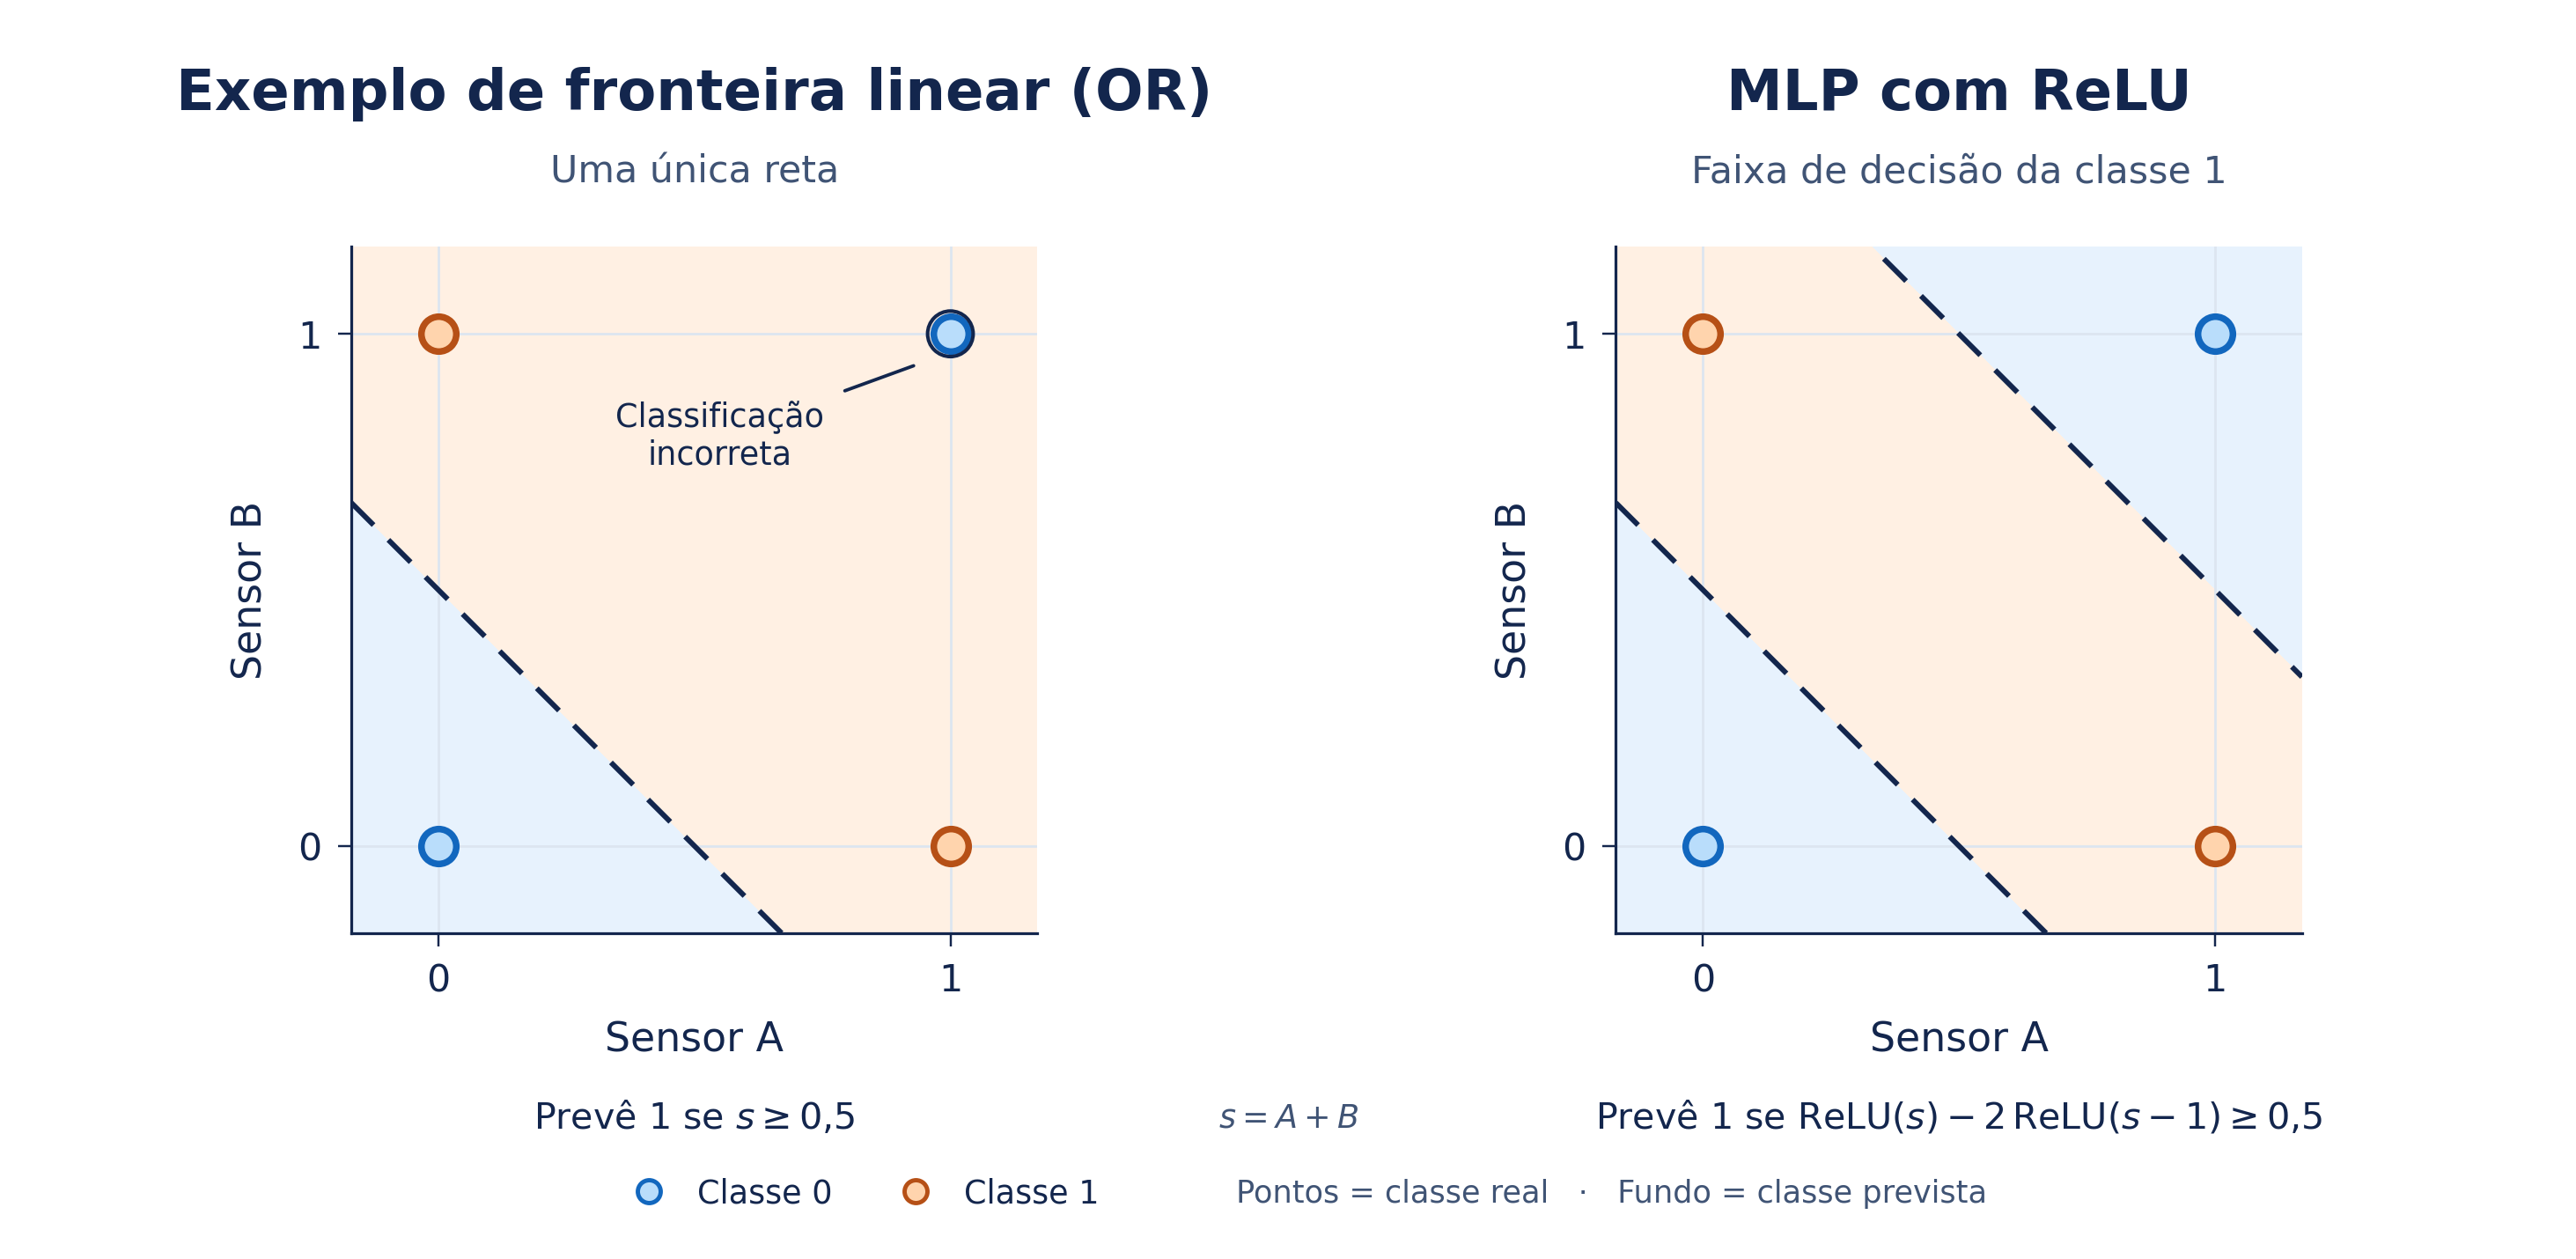 Exemplo de fronteira linear (OR)
Uma única reta
1
Classificação
incorreta
Sensor B
0
0
1
Sensor A
Prevê 1 se s ≥ 0,5
s = A + B
MLP com ReLU
Faixa de decisão da classe 1
1
Sensor B
0
0
1
Sensor A
Prevê 1 se ReLU(s) − 2 ReLU(s − 1) ≥ 0,5
Classe 0
Classe 1
Pontos = classe real · Fundo = classe prevista